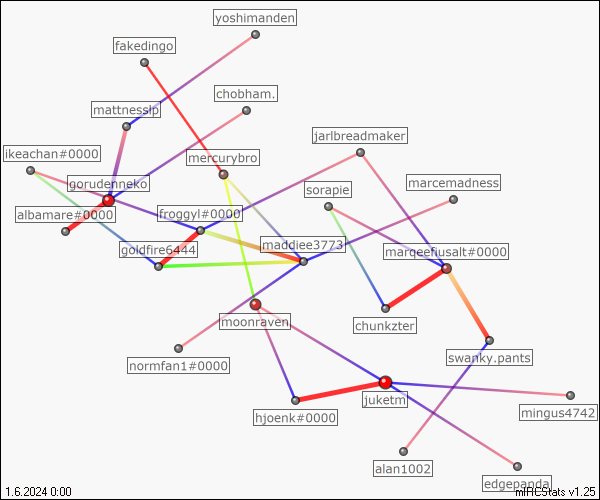 yoshimanden
fakedingo
chobham.
mattnessip
jarlbreadmaker
ikeachan#0000
mercurybro
gorudenneko
sorapie
marcemadness
albamare#0000
froggyl#0000
goldfire6444
maddiee3773
marqeefiusalt#0000
moonraven
chunkzter
normfan1#0000
swanky.pants
juketm
hjoenk#0000
mingus4742
alan1002
edgepanda
1.6.2024 0:00
mIRCStats v1.25